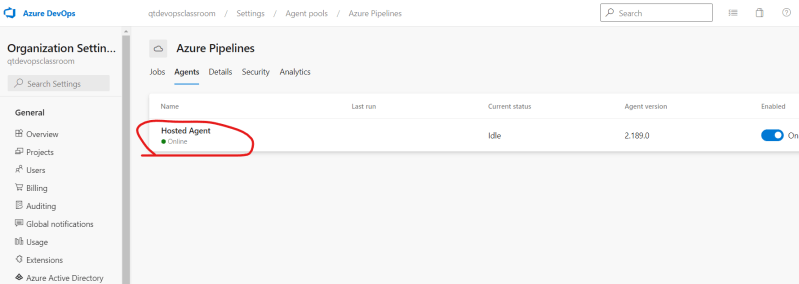 Azure DevOps
qtdevopsclassroom / Settings / Agent pools / Azure Pipelines
Search
Organization Settin...
qtdevopsclassroom
Search Settings
General
Overview
Projects
Users
Billing
Auditing
Global notifications
Usage
Extensions
Azure Active Directory
Azure Pipelines
Jobs Agents Details Security Analytics
Name Last run Current status Agent version Enabled
Hosted Agent
Online
Idle 2.189.0 On